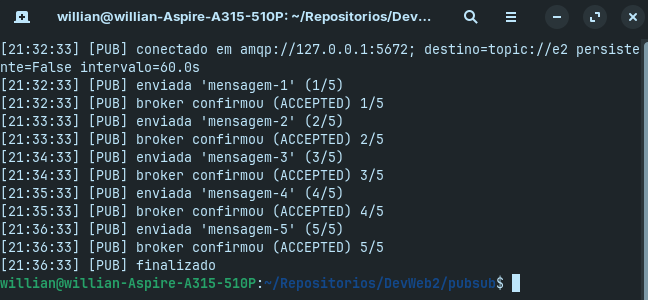 willian@willian-Aspire-A315-510P: ~/Repositorios/Dev...
[21:32:33] [PUB] conectado em amqp://127.0.0.1:5672; destino=topic://e2 persiste
nte=False intervalo=60.0s
[21:32:33] [PUB] enviada 'mensagem-1' (1/5)
[21:32:33] [PUB] broker confirmou (ACCEPTED) 1/5
[21:33:33] [PUB] enviada 'mensagem-2' (2/5)
[21:33:33] [PUB] broker confirmou (ACCEPTED) 2/5
[21:34:33] [PUB] enviada 'mensagem-3' (3/5)
[21:34:33] [PUB] broker confirmou (ACCEPTED) 3/5
[21:35:33] [PUB] enviada 'mensagem-4' (4/5)
[21:35:33] [PUB] broker confirmou (ACCEPTED) 4/5
[21:36:33] [PUB] enviada 'mensagem-5' (5/5)
[21:36:33] [PUB] broker confirmou (ACCEPTED) 5/5
[21:36:33] [PUB] finalizado
willian@willian-Aspire-A315-510P:~/Repositorios/DevWeb2/pubsub$